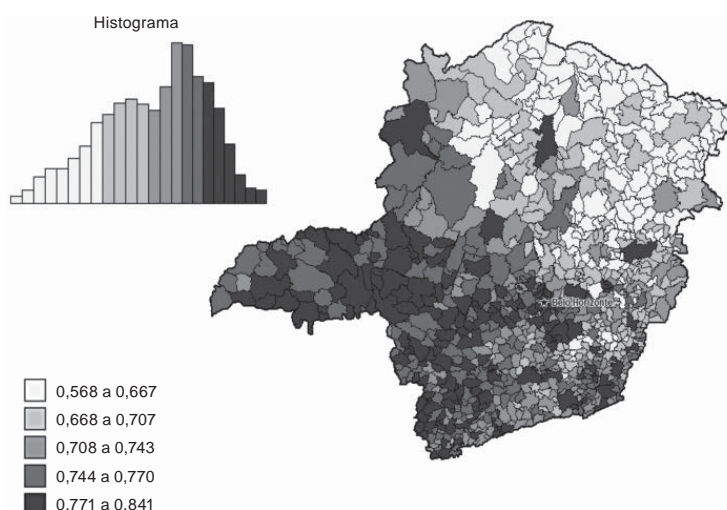 Histograma
Belo Horizonte
0,568 a 0,667
0,668 a 0,707
0,708 a 0,743
0,744 a 0,770
0,771 a 0,841